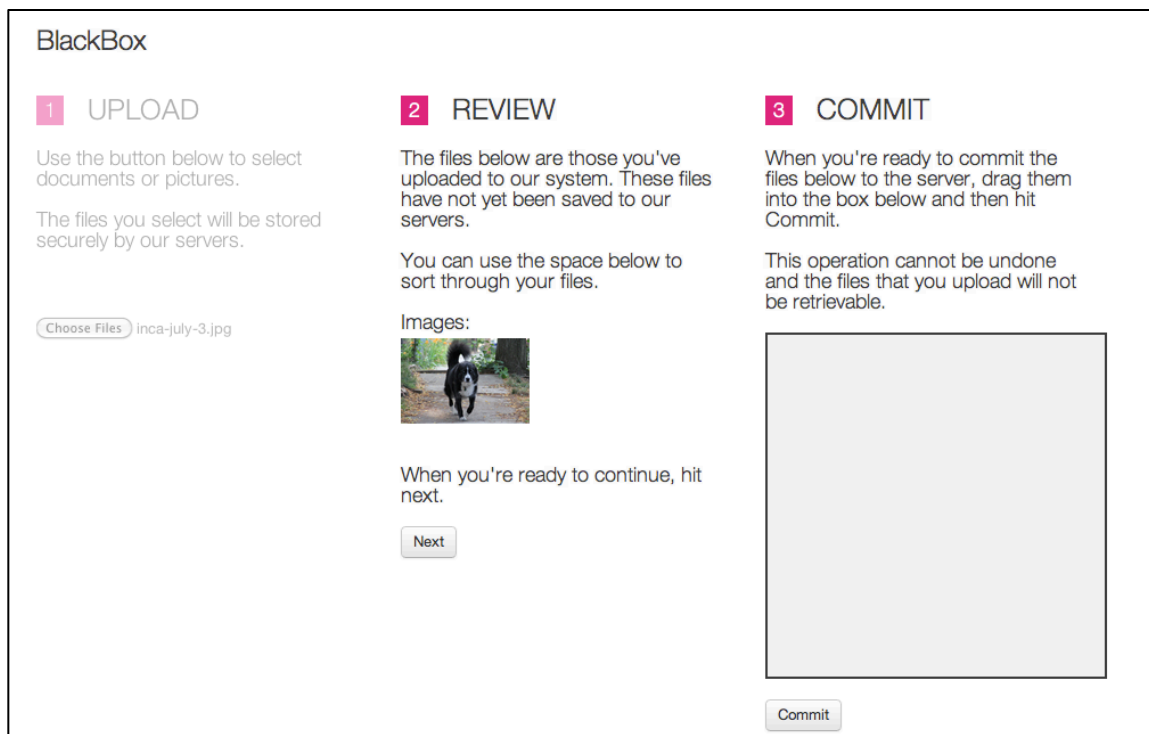 BlackBox
1 UPLOAD
Use the button below to select
documents or pictures.
The files you select will be stored
securely by our servers.
Choose Files inca-july-3.jpg
2 REVIEW
The files below are those you've
uploaded to our system. These files
have not yet been saved to our
servers.
You can use the space below to
sort through your files.
Images:
When you're ready to continue, hit
next.
Next
3 COMMIT
When you're ready to commit the
files below to the server, drag them
into the box below and then hit
Commit.
This operation cannot be undone
and the files that you upload will not
be retrievable.
Commit